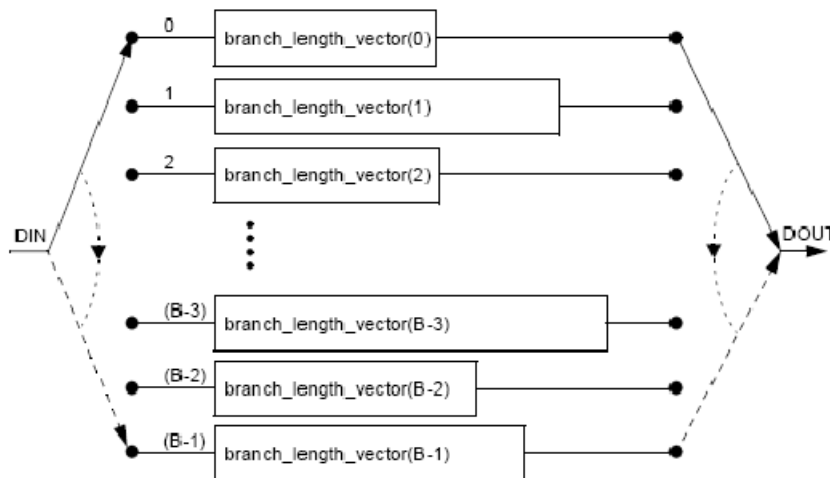 0
branch_length_vector(0)
1
branch_length_vector(1)
2
branch_length_vector(2)
DIN
DOUT
(B-3)
branch_length_vector(B-3)
(B-2)
branch_length_vector(B-2)
(B-1)
branch_length_vector(B-1)